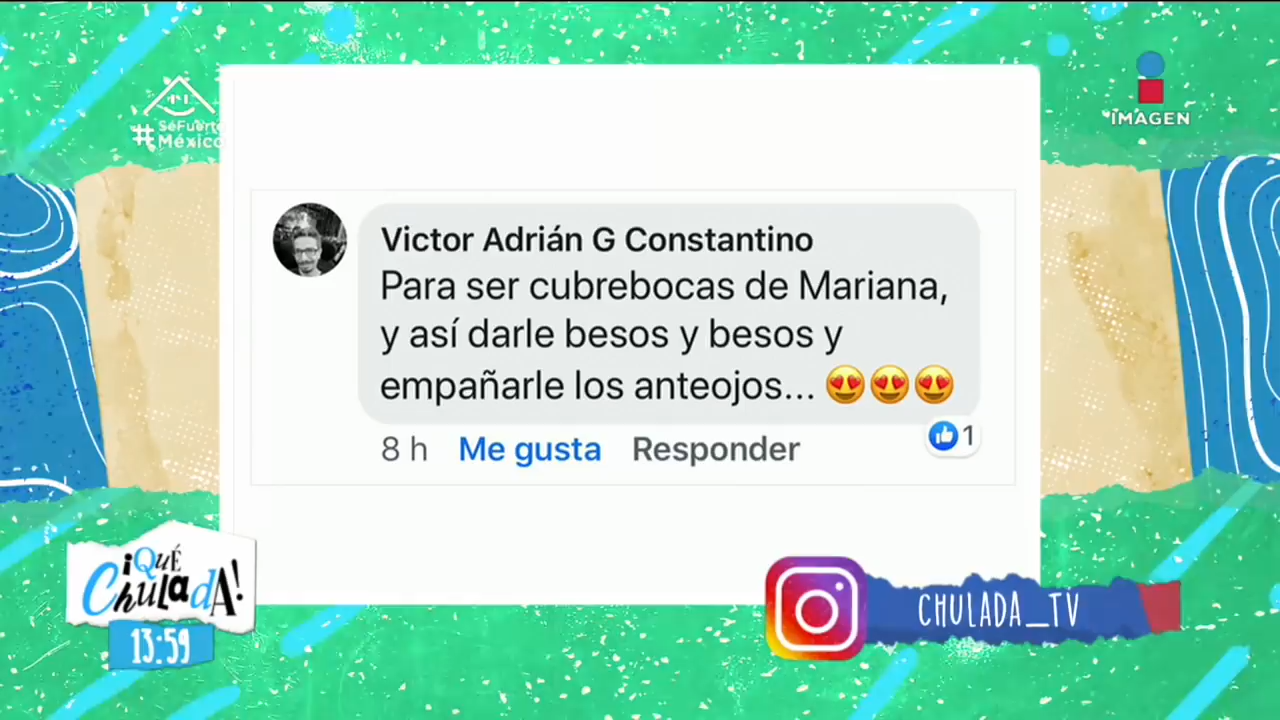 #SéFuerte
México
IMAGEN
Victor Adrián G Constantino
Para ser cubrebocas de Mariana,
y así darle besos y besos y
empañarle los anteojos... 😍😍😍
8 h Me gusta Responder 1
¡QUÉ
CHULADA!
13:59
CHULADA_TV